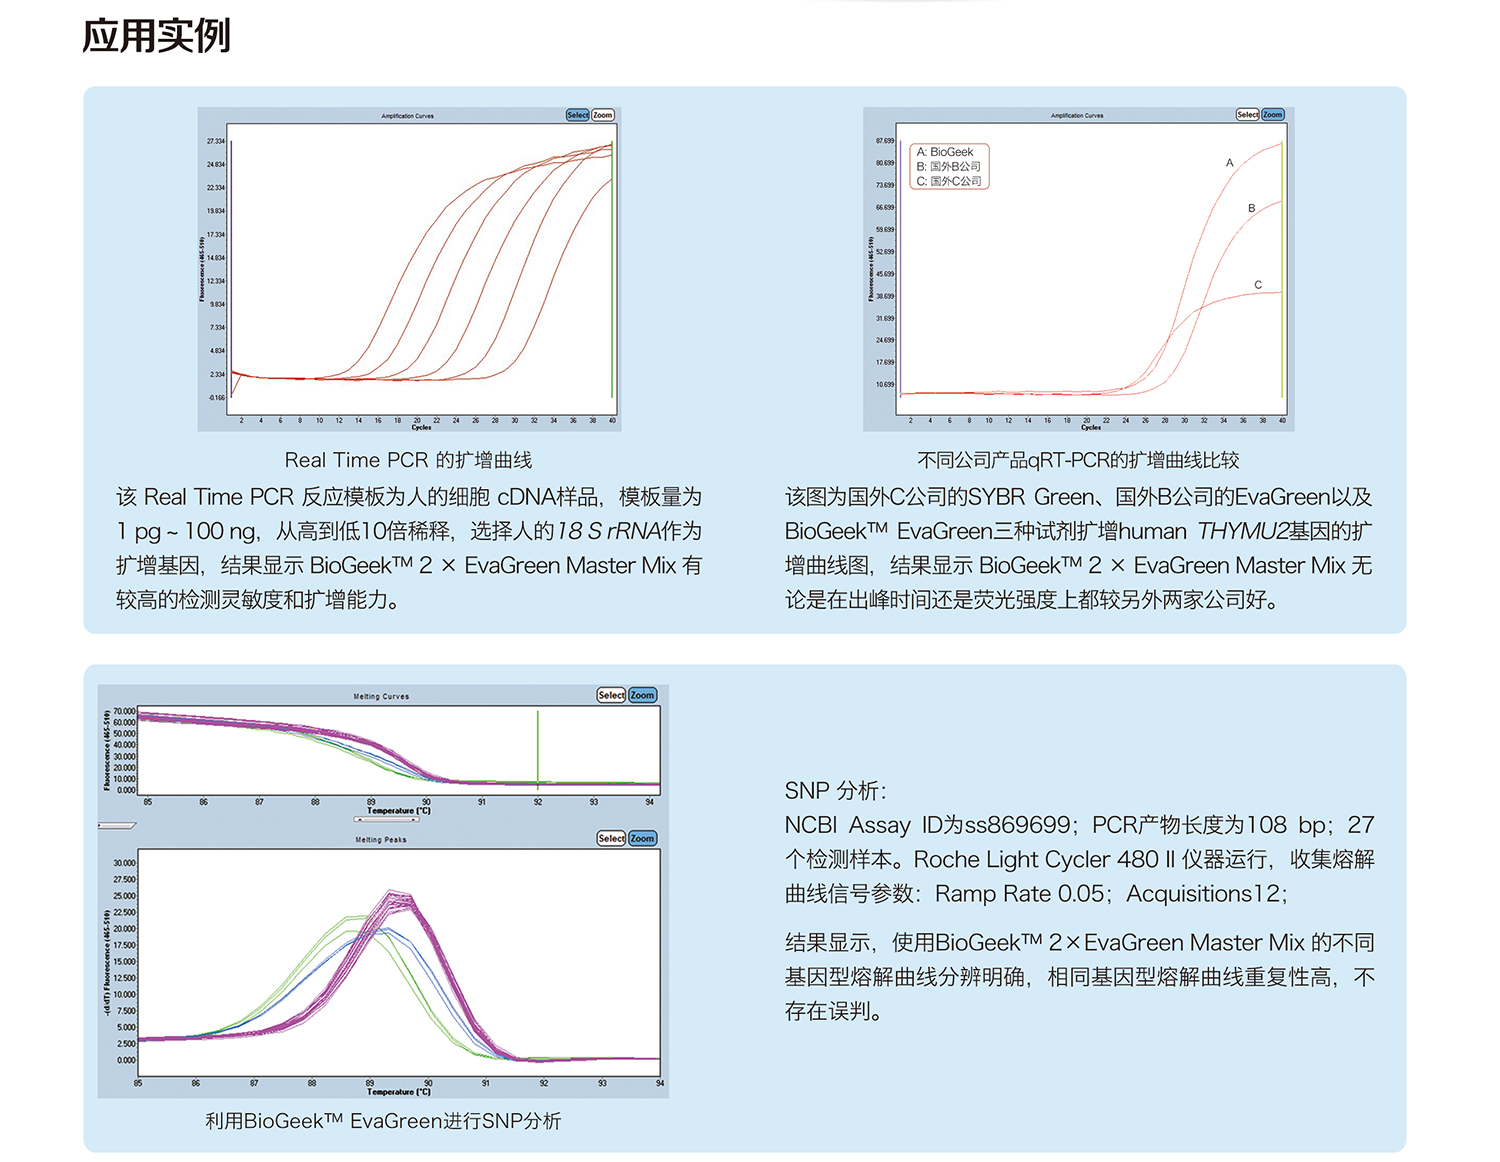 应用实例
Amplification Curves
Select
Zoom
27.334
24.834
22.334
19.834
17.334
14.834
12.334
9.834
7.334
4.834
2.334
-0.166
Fluorescence (465-510)
2 4 6 8 10 12 14 16 18 20 22 24 26 28 30 32 34 36 38 40
Cycles
Real Time PCR 的扩增曲线
该 Real Time PCR 反应模板为人的细胞 cDNA样品，模板量为
1 pg ~ 100 ng，从高到低10倍稀释，选择人的18 S rRNA作为
扩增基因，结果显示 BioGeek™ 2 × EvaGreen Master Mix 有
较高的检测灵敏度和扩增能力。
Amplification Curves
Select
Zoom
A: BioGeek
B: 国外B公司
C: 国外C公司
A
B
C
87.699
80.699
73.699
66.699
59.699
52.699
45.699
38.699
31.699
24.699
17.699
10.699
Fluorescence (465-510)
2 4 6 8 10 12 14 16 18 20 22 24 26 28 30 32 34 36 38 40
Cycles
不同公司产品qRT-PCR的扩增曲线比较
该图为国外C公司的SYBR Green、国外B公司的EvaGreen以及
BioGeek™ EvaGreen三种试剂扩增human THYMU2基因的扩
增曲线图，结果显示 BioGeek™ 2 × EvaGreen Master Mix 无
论是在出峰时间还是荧光强度上都较另外两家公司好。
Melting Curves
Select
Zoom
70.000
60.000
50.000
40.000
30.000
20.000
10.000
0.000
Fluorescence (465-510)
85 86 87 88 89 90 91 92 93 94
Temperature (°C)
Melting Peaks
Select
Zoom
30.000
27.500
25.000
22.500
20.000
17.500
15.000
12.500
10.000
7.500
5.000
2.500
0.000
-(d/dT) Fluorescence (465-510)
85 86 87 88 89 90 91 92 93 94
Temperature (°C)
利用BioGeek™ EvaGreen进行SNP分析
SNP 分析：
NCBI Assay ID为ss869699；PCR产物长度为108 bp；27
个检测样本。Roche Light Cycler 480 II 仪器运行，收集熔解
曲线信号参数：Ramp Rate 0.05；Acquisitions12；
结果显示，使用BioGeek™ 2×EvaGreen Master Mix 的不同
基因型熔解曲线分辨明确，相同基因型熔解曲线重复性高，不
存在误判。